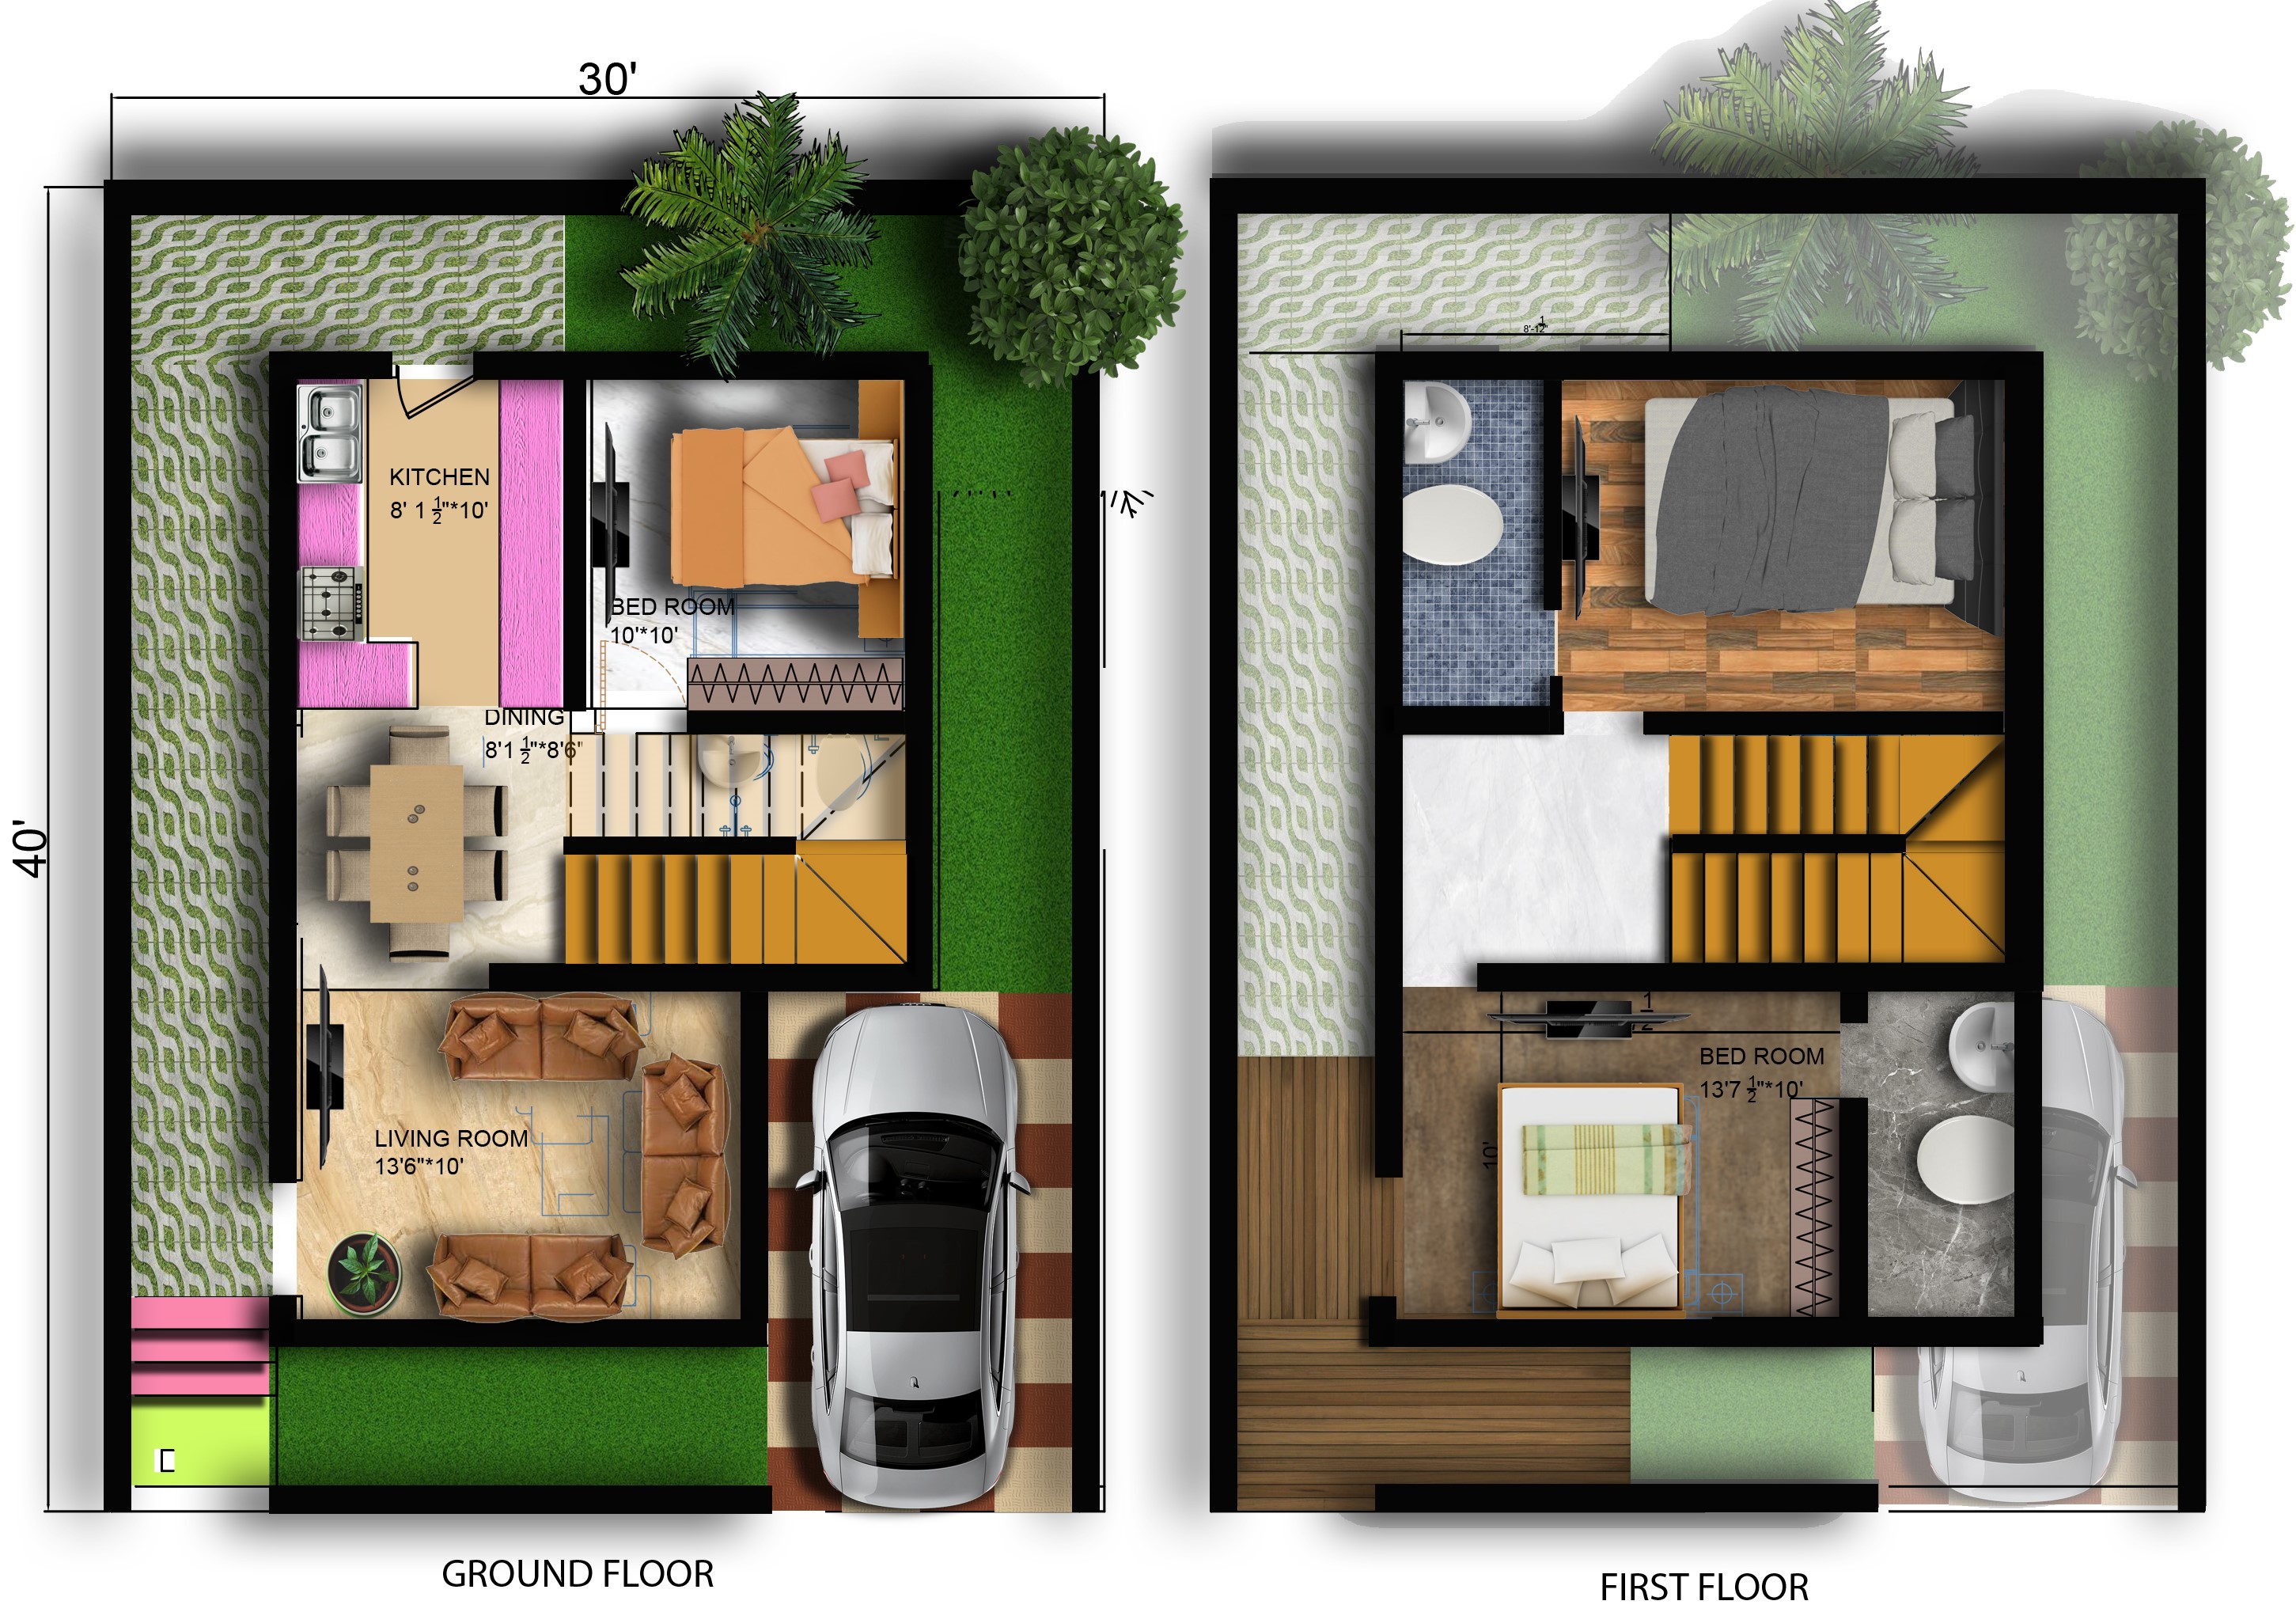 30'
40'
KITCHEN
8' 1 1/2"*10'
BED ROOM
10'*10'
DINING
8'1 1/2"*8'6"
LIVING ROOM
13'6"*10'
GROUND FLOOR
BED ROOM
13'7 1/2"*10'
10'
FIRST FLOOR